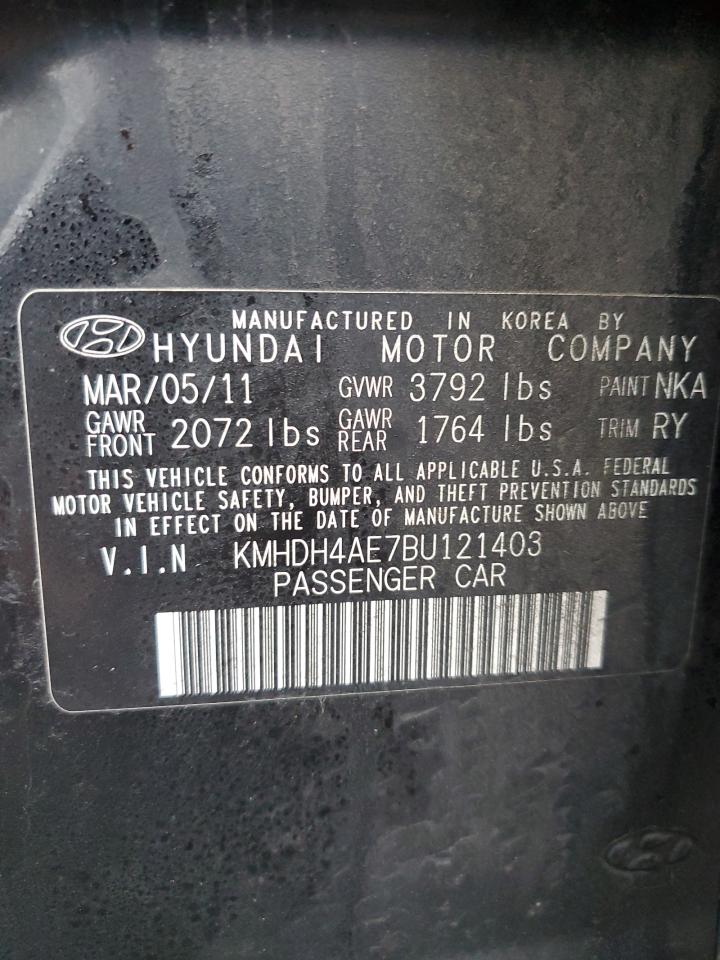 MANUFACTURED IN KOREA BY
HYUNDAI MOTOR COMPANY
MAR/05/11 GVWR 3792 lbs PAINT NKA
GAWR FRONT 2072 lbs GAWR REAR 1764 lbs TRIM RY
THIS VEHICLE CONFORMS TO ALL APPLICABLE U.S.A. FEDERAL
MOTOR VEHICLE SAFETY, BUMPER, AND THEFT PREVENTION STANDARDS
IN EFFECT ON THE DATE OF MANUFACTURE SHOWN ABOVE
V.I.N KMHDH4AE7BU121403
PASSENGER CAR